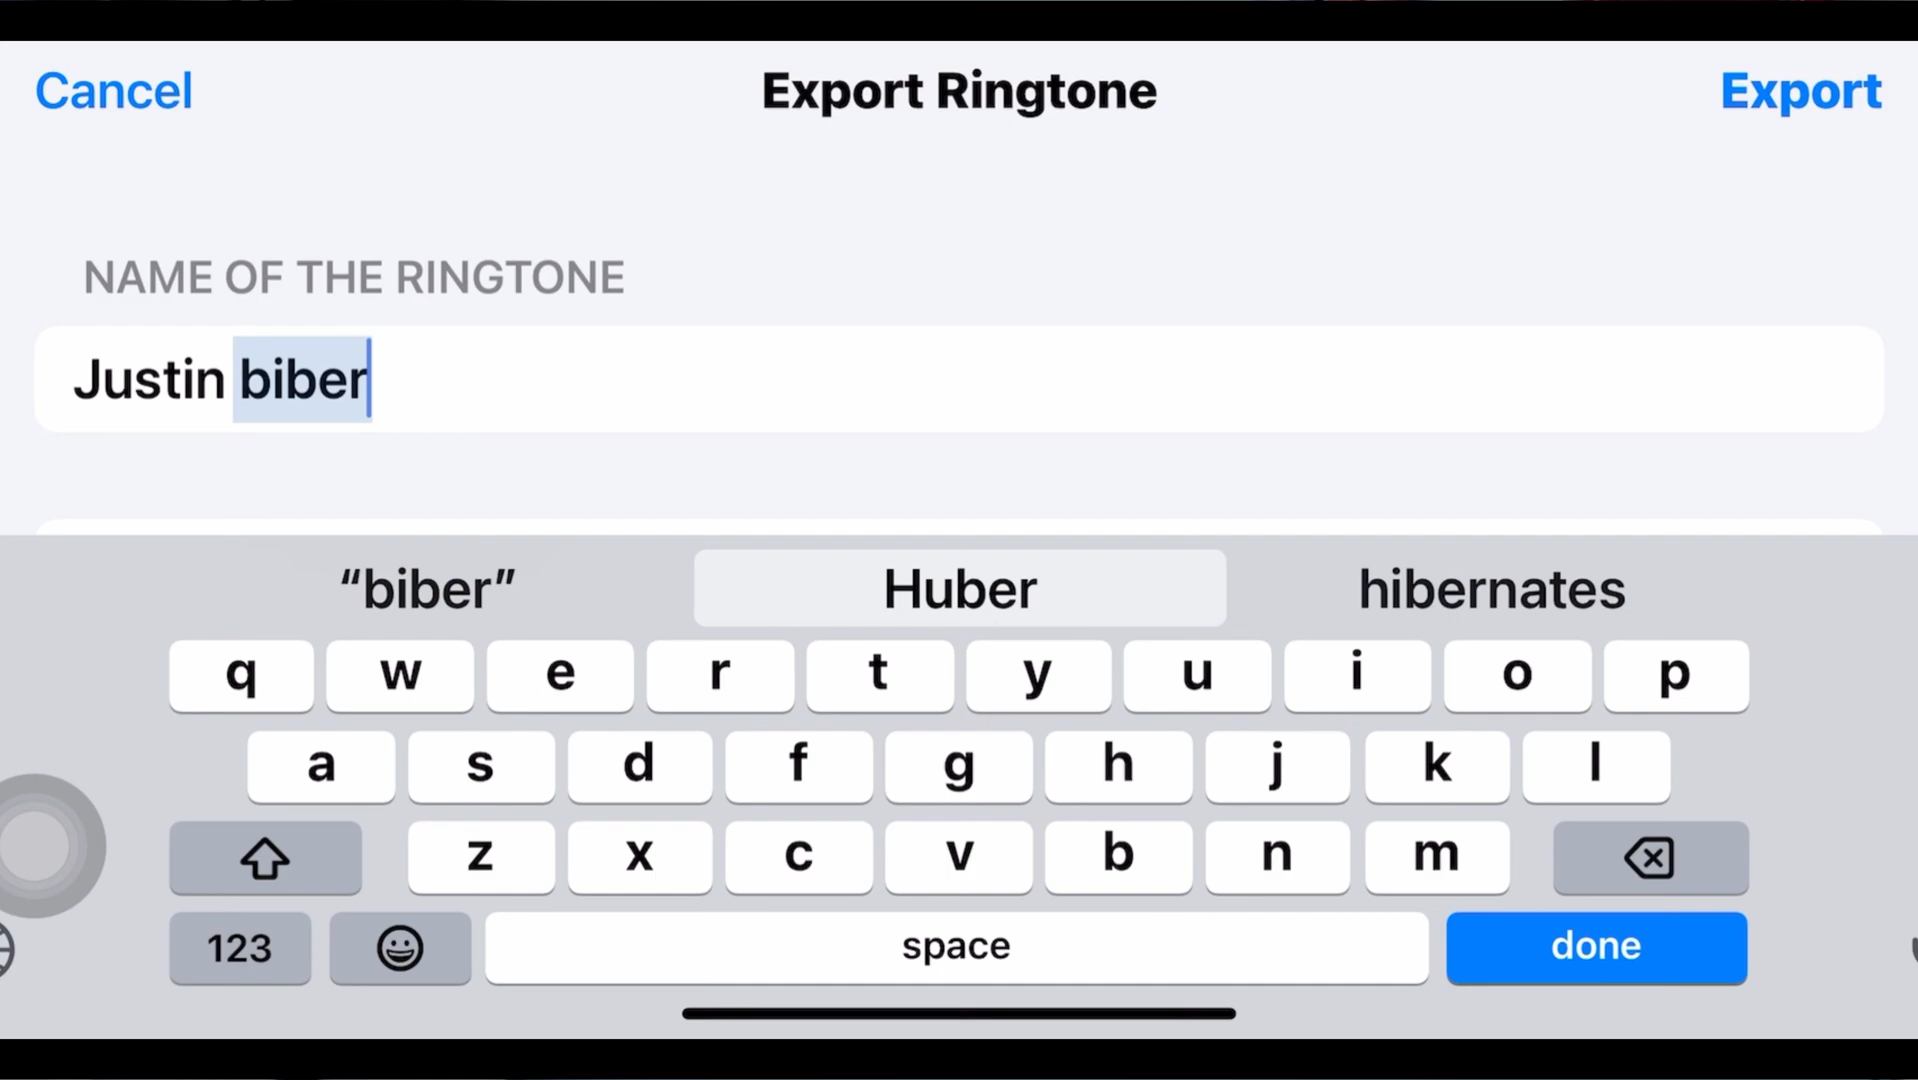 Cancel Export Ringtone Export
NAME OF THE RINGTONE
Justin biber
“biber” Huber hibernates
q w e r t y u i o p
a s d f g h j k l
z x c v b n m
123 space done